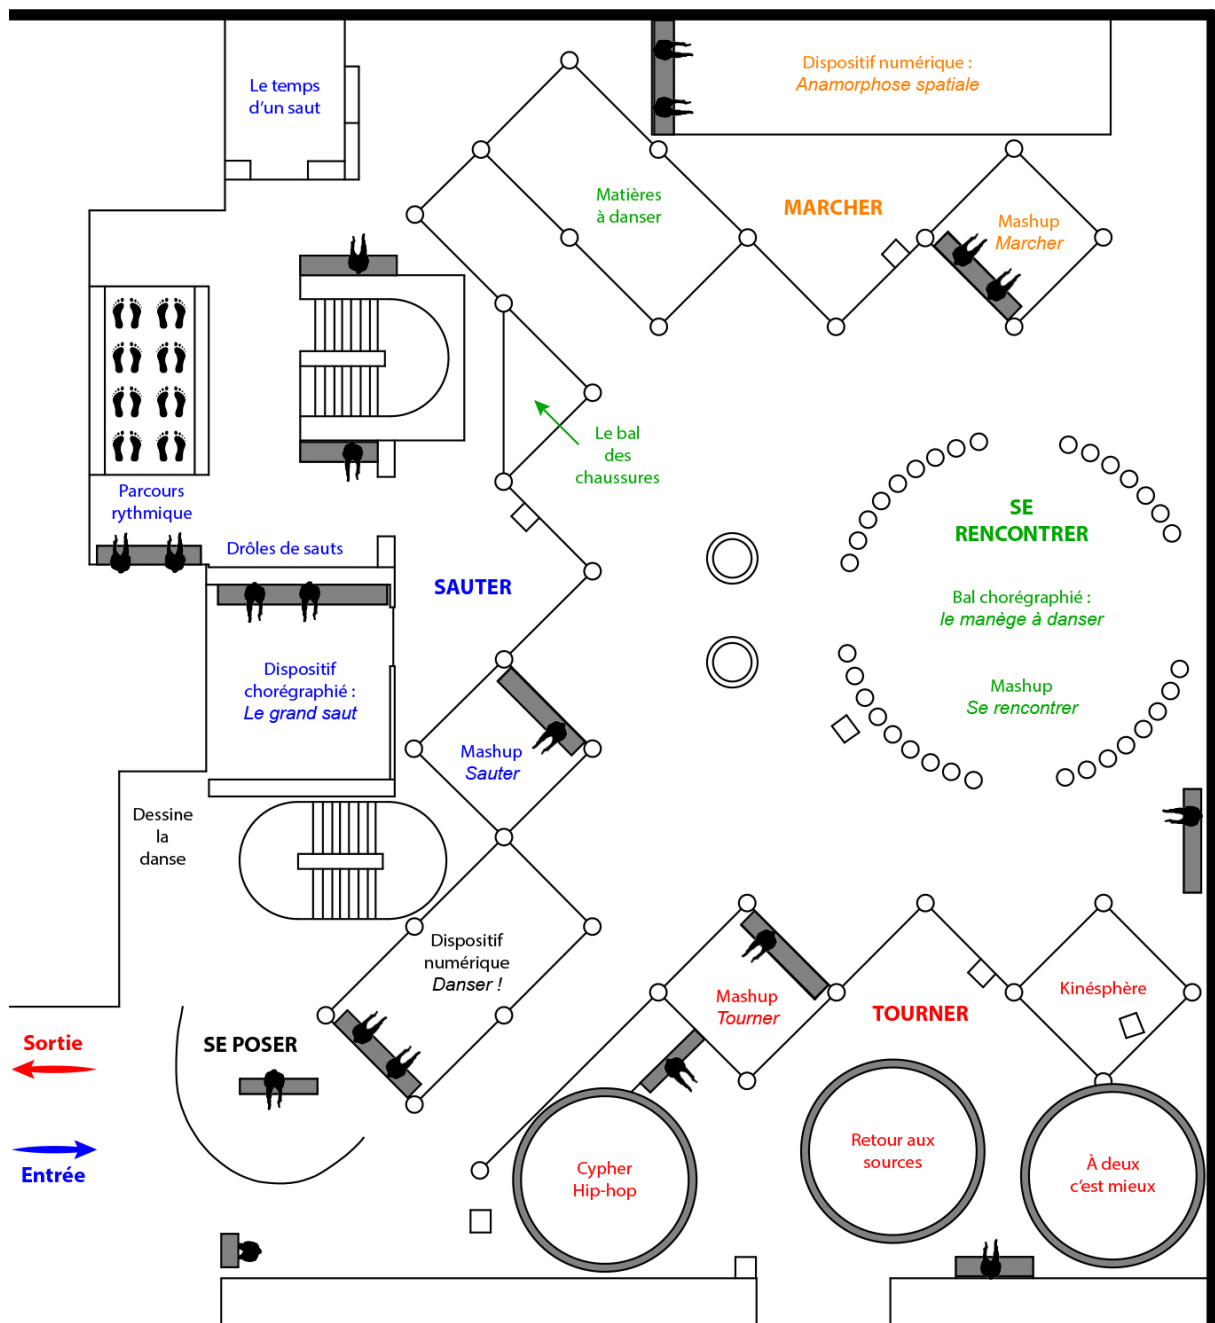 Le temps
d'un saut
Dispositif numérique :
Anamorphose spatiale
Matières
à danser
MARCHER
Mashup
Marcher
Le bal
des
chaussures
Parcours
rythmique
Drôles de sauts
SAUTER
SE
RENCONTRER
Bal chorégraphié :
le manège à danser
Mashup
Se rencontrer
Dispositif
chorégraphié :
Le grand saut
Mashup
Sauter
Dessine
la
danse
Dispositif
numérique
Danser !
SE POSER
Sortie
Entrée
Mashup
Tourner
TOURNER
Kinésphère
Cypher
Hip-hop
Retour aux
sources
À deux
c'est mieux